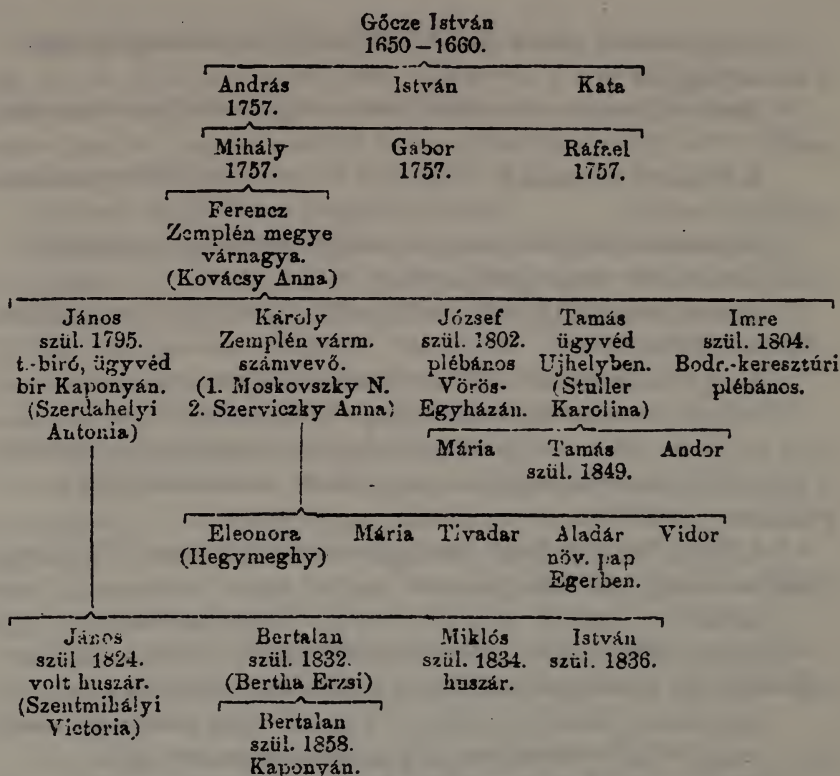 Gőcze István
1650–1660.
András István Kata
1757.
Mihály Gábor Ráfael
1757. 1757. 1757.
Ferencz
Zemplén megye
várnagya.
(Kovácsy Anna)
János Károly József Tamás Imre
szül. 1795. Zemplén várm. szül. 1802. ügyvéd szül. 1804.
t.-biró, ügyvéd számvevő. plébános Ujhelyben. Bodr.-keresztúri
bir Kaponyán. (1. Moskovszky N. Vörös- (Stuller plébános.
(Szerdahelyi 2. Szerviczky Anna) Egyházán. Karolina)
Antonia)
Mária Tamás Andor
szül. 1849.
Eleonora Mária Tivadar Aladár Vidor
(Hegymeghy) növ. pap
Egerben.
János Bertalan Miklós István
szül 1824. szül. 1832. szül. 1834. szül. 1836.
volt huszár. (Bertha Erzsi) huszár.
(Szentmihályi
Victoria)
Bertalan
szül. 1858.
Kaponyán.